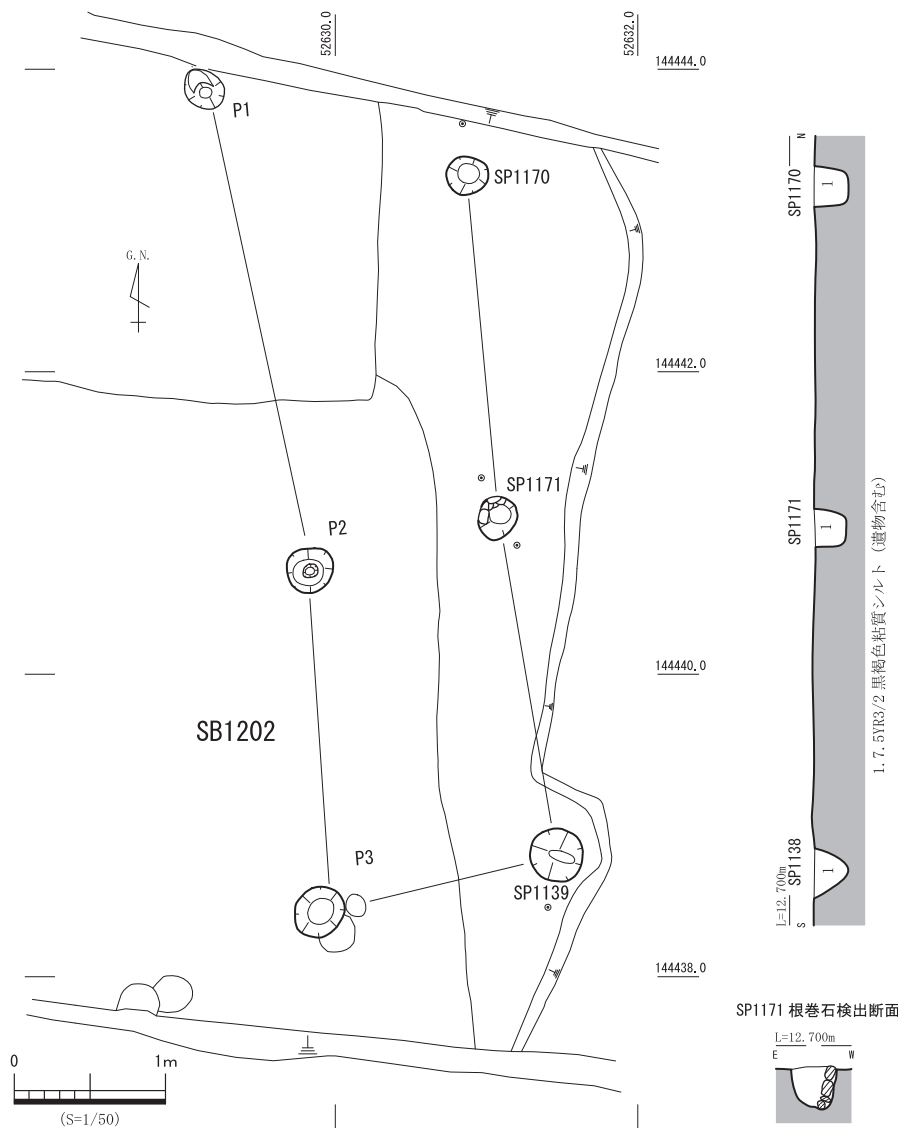 52630.0
52632.0
144444.0
P1
SP1170
G.N.
144442.0
SP1171
P2
144440.0
SB1202
P3
SP1139
144438.0
0
1m
(S=1/50)
N
SP1170
SP1171
SP1138
L=12.700m
S
1
1
1
1.7.5YR3/2 黒褐色粘質シルト (遺物含む)
SP1171 根巻石検出断面
L=12.700m
E
W